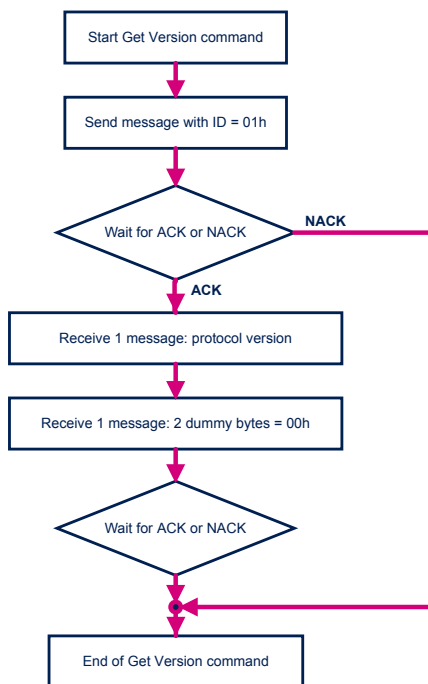 Start Get Version command
Send message with ID = 01h
Wait for ACK or NACK
NACK
ACK
Receive 1 message: protocol version
Receive 1 message: 2 dummy bytes = 00h
Wait for ACK or NACK
End of Get Version command